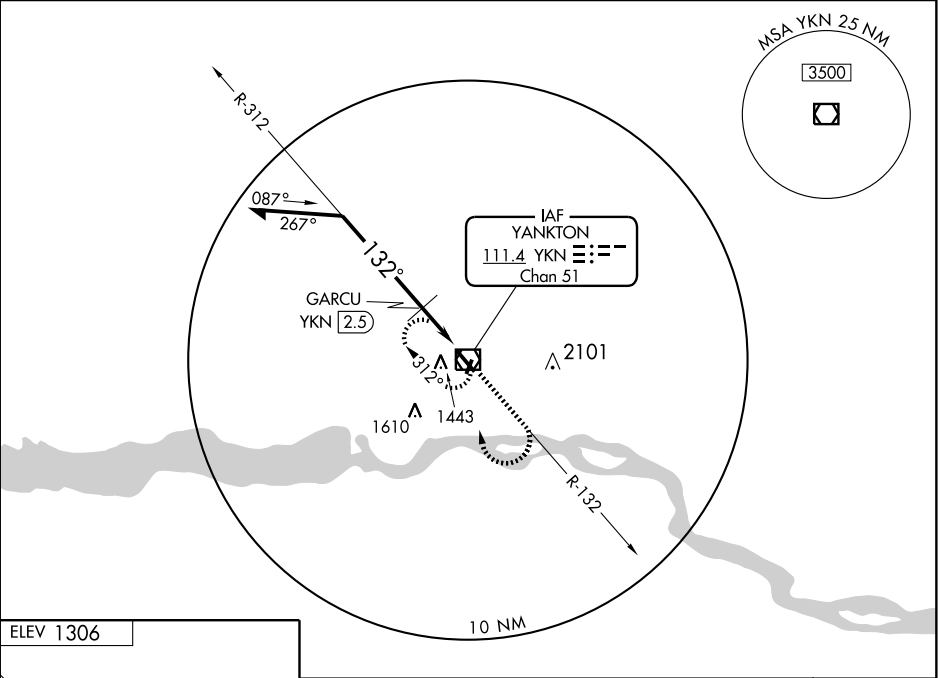 MSA YKN 25 NM
3500
R-312
087°
267°
132°
IAF
YANKTON
111.4 YKN
Chan 51
GARCU
YKN 2.5
312°
2101
1443
1610
R-132
10 NM
ELEV 1306